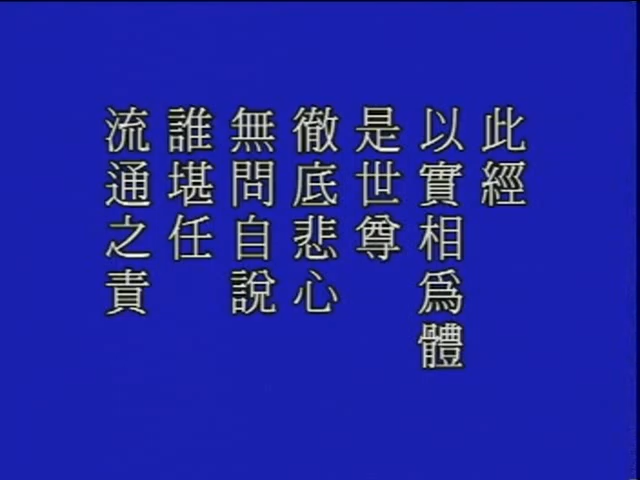 此經
以實相爲體
是世尊
徹底悲心
無問自說
誰堪任
流通之責